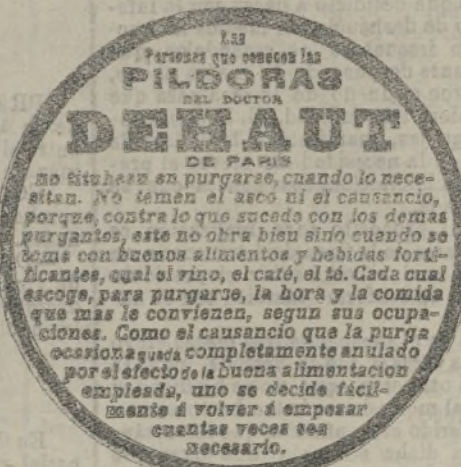 Las
Personas que conocen las
PILDORAS
DEL DOCTOR
DEHAUT
DE PARIS
no titubean en purgarse, cuando lo nece-
sitan. No temen el asco ni el causancio,
porque, contra lo que sucede con los demas
purgantes, este no obra bien sino cuando se
toma con buenos alimentos y bebidas forti-
ficantes, cual el vino, el café, el té. Cada cual
escoge, para purgarse, la hora y la comida
que mas le convienen, segun sus ocupa-
ciones. Como el causancio que la purga
ocasiona queda completamente anulado
por el efecto de la buena alimentacion
empleada, uno se decide fácil-
mente á volver á empezar
cuantas veces sea
necesario.